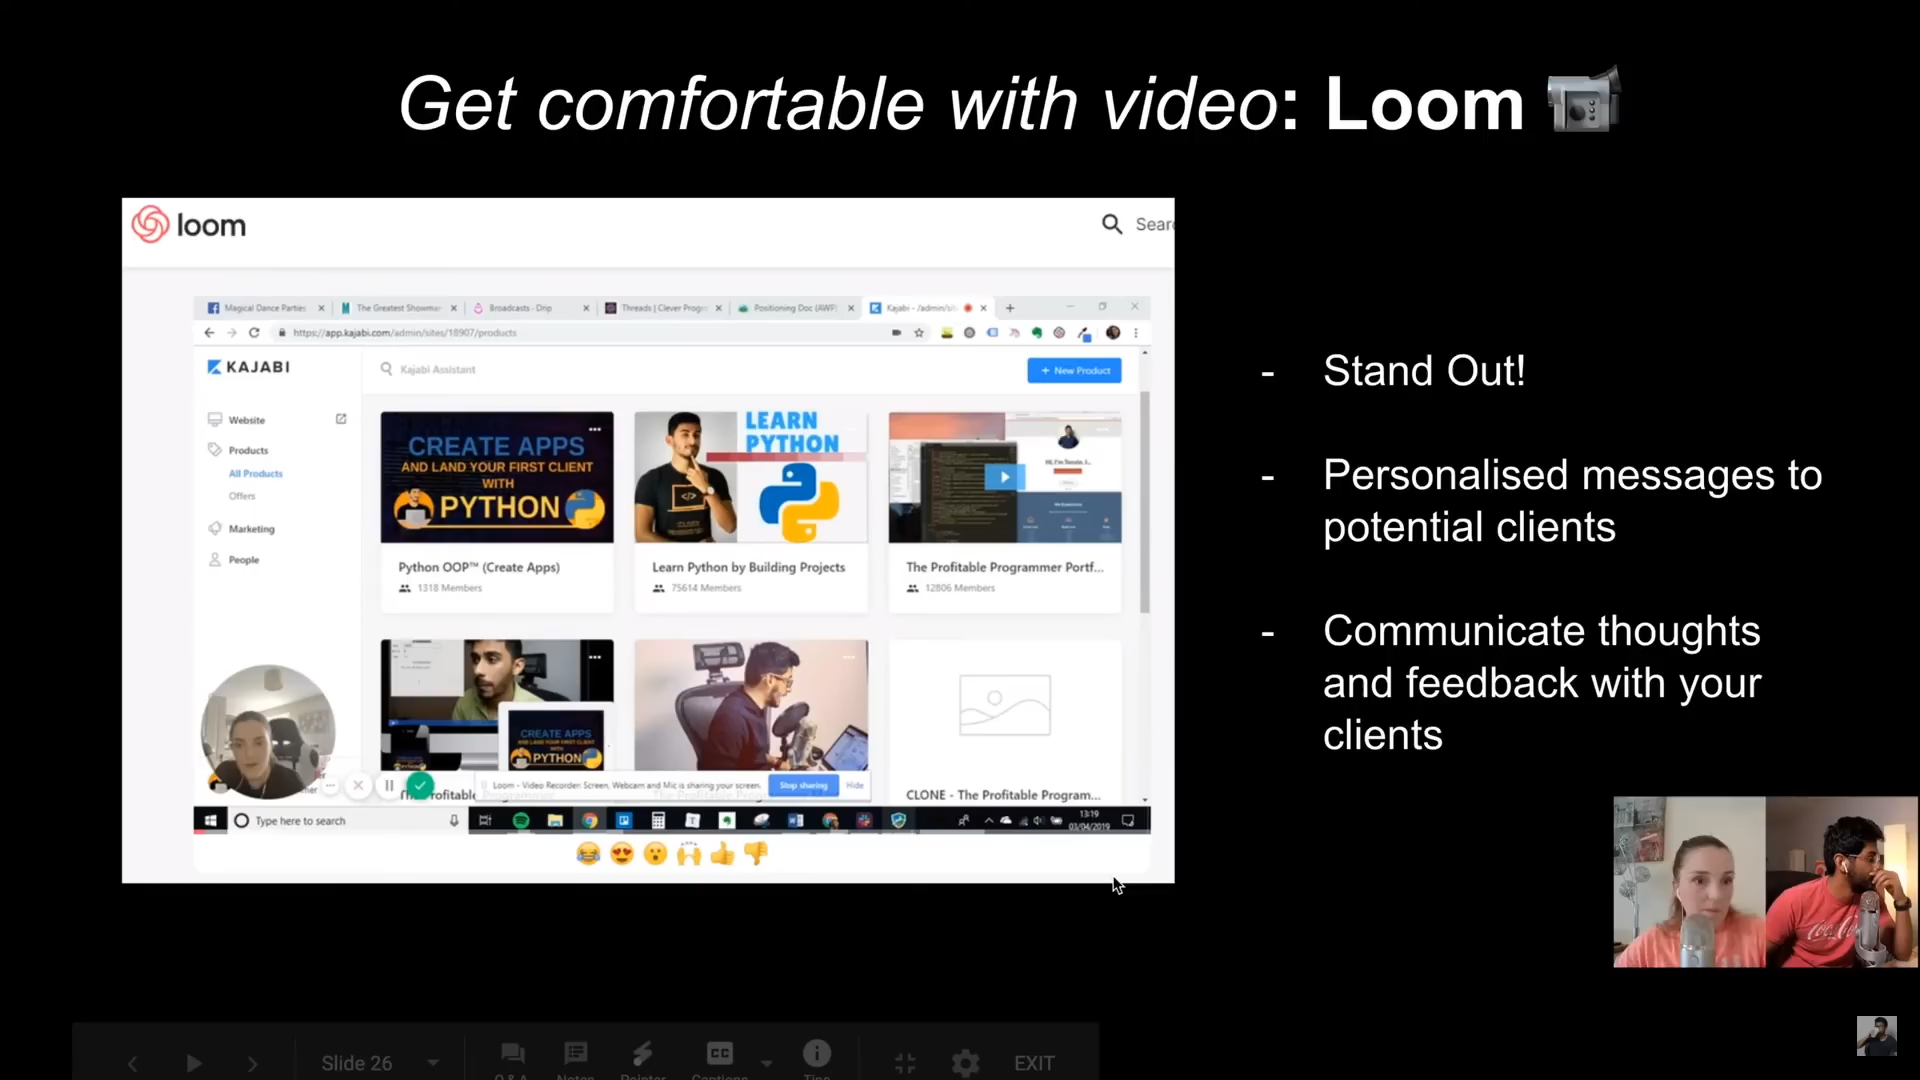 Get comfortable with video: Loom
loom
Sear
Magical Dance Parties
The Greatest Showma
Broadcasts - Drip
Threads | Clever Progr
Positioning Doc (AWP)
Kajabi - /admin/si
https://app.kajabi.com/admin/sites/18907/products
KAJABI
Kajabi Assistant
+ New Product
Website
Products
All Products
Offers
Marketing
People
CREATE APPS
AND LAND YOUR FIRST CLIENT
WITH
PYTHON
Python OOP™ (Create Apps)
1318 Members
LEARN
PYTHON
Learn Python by Building Projects
75614 Members
The Profitable Programmer Portf...
12806 Members
CREATE APPS
AND LAND YOUR FIRST CLIENT
WITH
PYTHON
Loom - Video Recorder: Screen, Webcam and Mic is sharing your screen.
Stop sharing
Hide
CLONE - The Profitable Program...
Type here to search
13:19
03/04/2019
- Stand Out!
- Personalised messages to
potential clients
- Communicate thoughts
and feedback with your
clients
Slide 26
Q & A
Notes
Pointer
Captions
Tips
EXIT